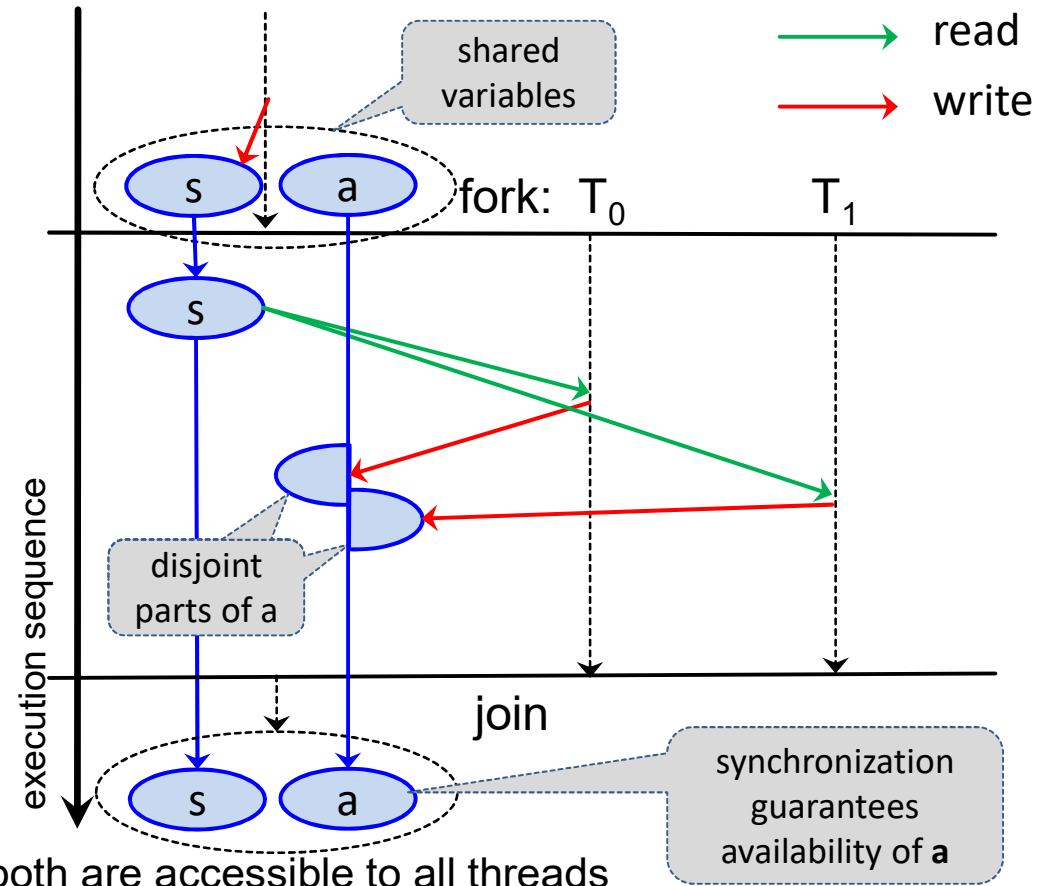 shared
variables
read
write
s
a
fork: T₀ T₁
s
disjoint
parts of a
execution sequence
join
s
a
synchronization
guarantees
availability of a
both are accessible to all threads